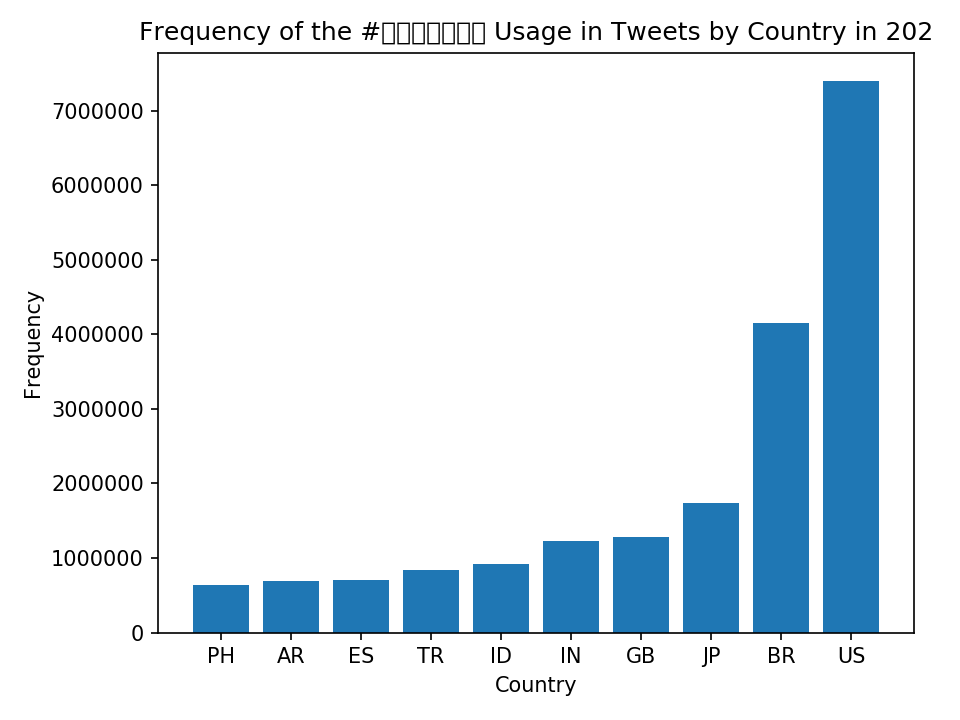 Frequency of the # Usage in Tweets by Country in 202
7000000
6000000
5000000
4000000
3000000
2000000
1000000
0
Frequency
PH AR ES TR ID IN GB JP BR US
Country